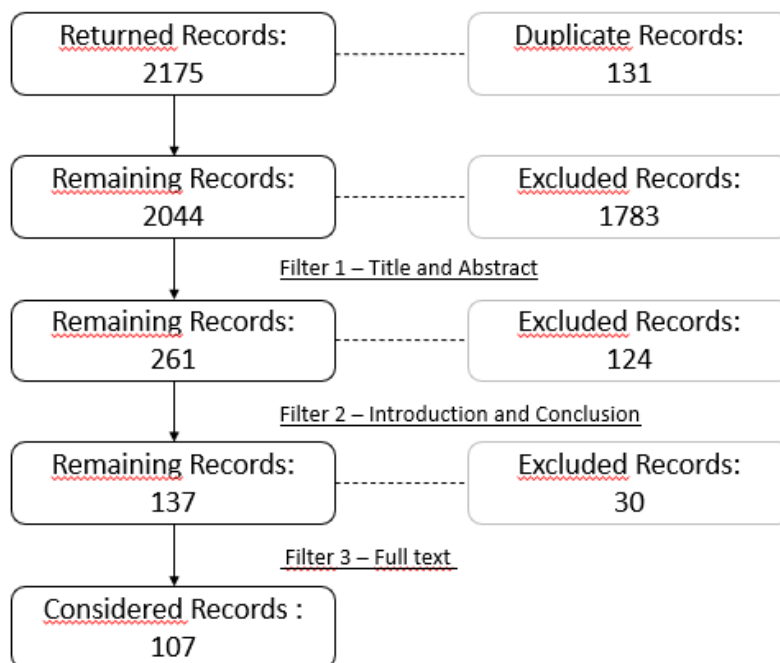 Returned Records:
2175
Duplicate Records:
131
Remaining Records:
2044
Excluded Records:
1783
Filter 1 – Title and Abstract
Remaining Records:
261
Excluded Records:
124
Filter 2 – Introduction and Conclusion
Remaining Records:
137
Excluded Records:
30
Filter 3 – Full text
Considered Records :
107